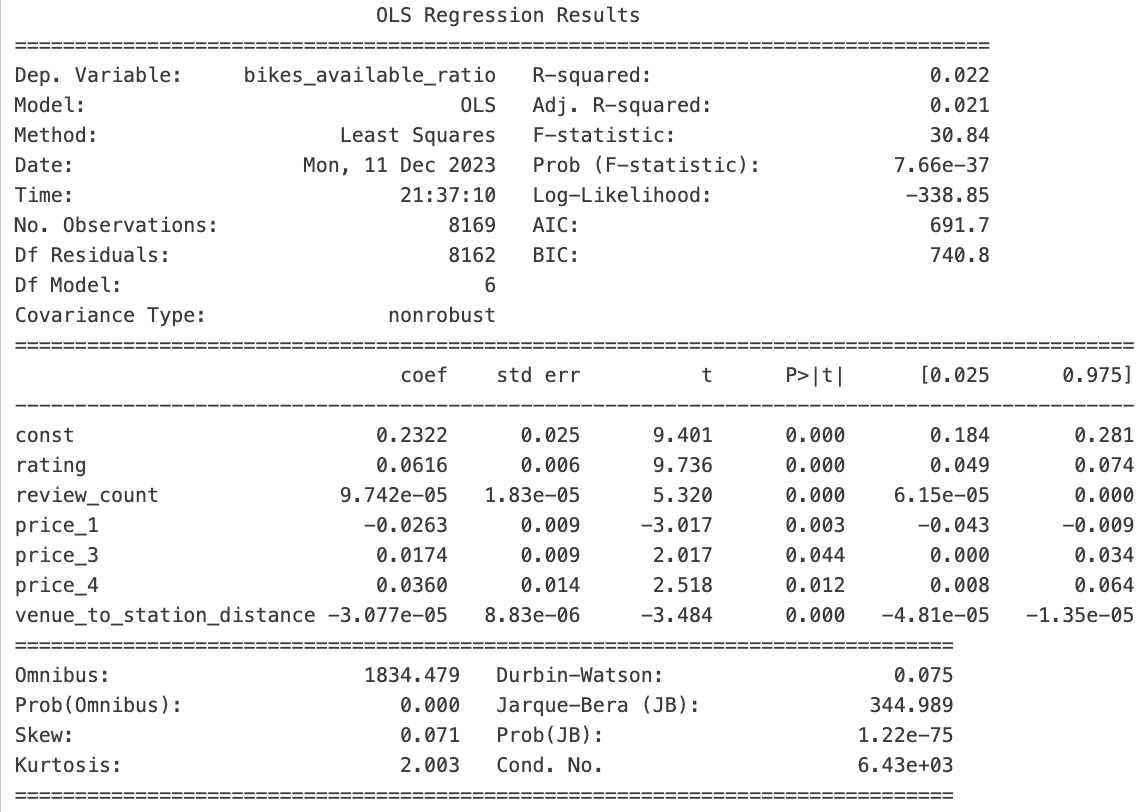 OLS Regression Results
==============================================================================
Dep. Variable: bikes_available_ratio R-squared: 0.022
Model: OLS Adj. R-squared: 0.021
Method: Least Squares F-statistic: 30.84
Date: Mon, 11 Dec 2023 Prob (F-statistic): 7.66e-37
Time: 21:37:10 Log-Likelihood: -338.85
No. Observations: 8169 AIC: 691.7
Df Residuals: 8162 BIC: 740.8
Df Model: 6
Covariance Type: nonrobust
==========================================================================================
coef std err t P>|t| [0.025 0.975]
------------------------------------------------------------------------------------------
const 0.2322 0.025 9.401 0.000 0.184 0.281
rating 0.0616 0.006 9.736 0.000 0.049 0.074
review_count 9.742e-05 1.83e-05 5.320 0.000 6.15e-05 0.000
price_1 -0.0263 0.009 -3.017 0.003 -0.043 -0.009
price_3 0.0174 0.009 2.017 0.044 0.000 0.034
price_4 0.0360 0.014 2.518 0.012 0.008 0.064
venue_to_station_distance -3.077e-05 8.83e-06 -3.484 0.000 -4.81e-05 -1.35e-05
==============================================================================
Omnibus: 1834.479 Durbin-Watson: 0.075
Prob(Omnibus): 0.000 Jarque-Bera (JB): 344.989
Skew: 0.071 Prob(JB): 1.22e-75
Kurtosis: 2.003 Cond. No. 6.43e+03
==============================================================================